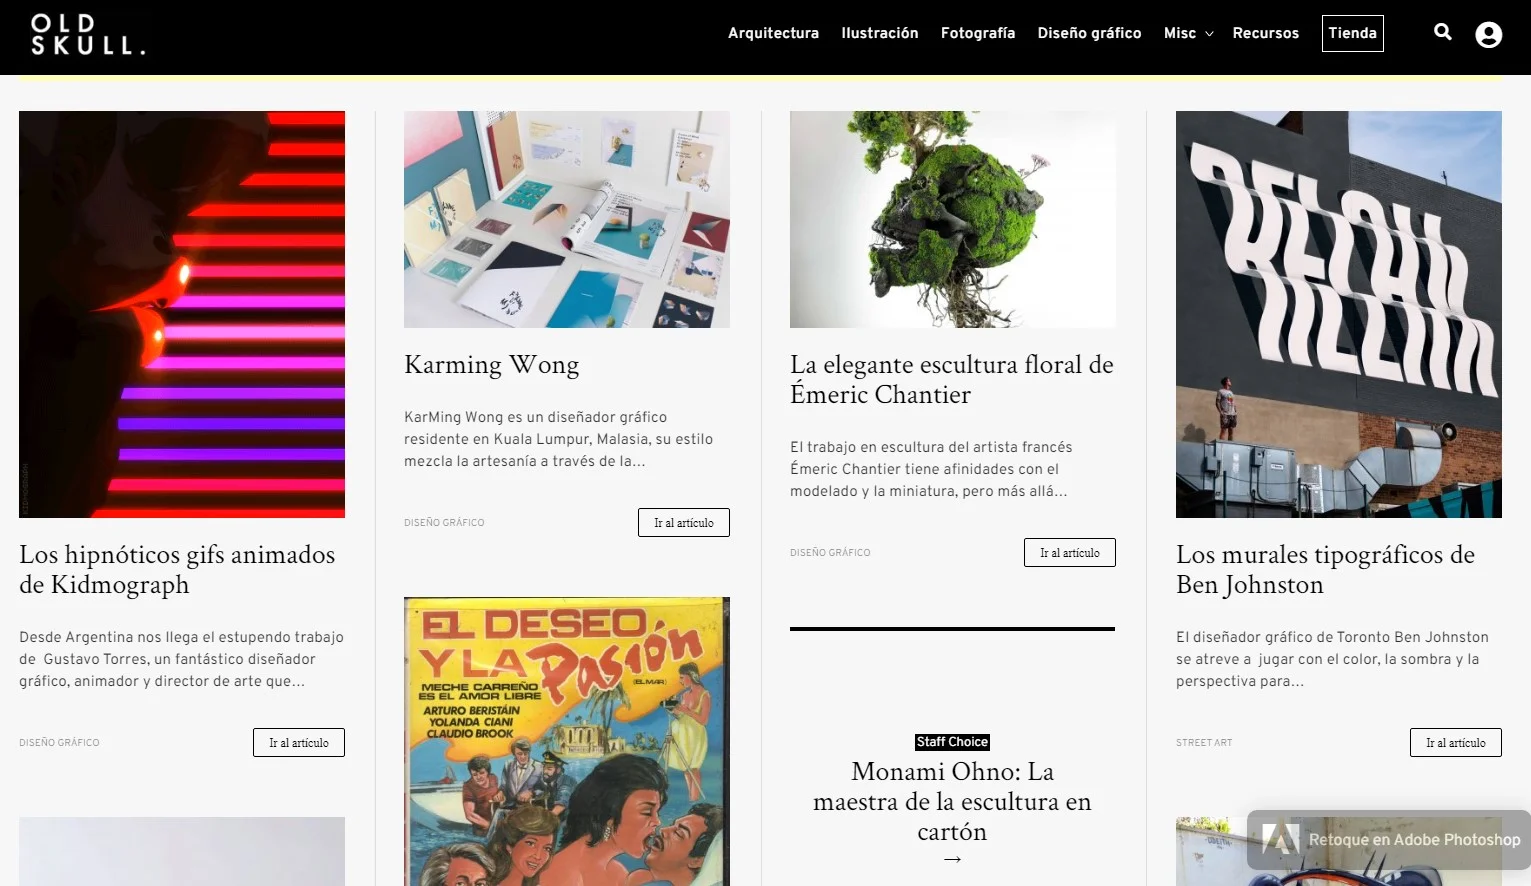 OLD
SKULL.
Arquitectura
Ilustración
Fotografía
Diseño gráfico
Misc
Recursos
Tienda
Los hipnóticos gifs animados
de Kidmograph
Desde Argentina nos llega el estupendo trabajo
de Gustavo Torres, un fantástico diseñador
gráfico, animador y director de arte que…
DISEÑO GRÁFICO
Ir al artículo
Karming Wong
KarMing Wong es un diseñador gráfico
residente en Kuala Lumpur, Malasia, su estilo
mezcla la artesanía a través de la…
DISEÑO GRÁFICO
Ir al artículo
EL DESEO
Y LA Pasión
(EL MAR)
MECHE CARREÑO
ES EL AMOR LIBRE
ARTURO BERISTÁIN
YOLANDA CIANI
CLAUDIO BROOK
La elegante escultura floral de
Émeric Chantier
El trabajo en escultura del artista francés
Émeric Chantier tiene afinidades con el
modelado y la miniatura, pero más allá…
DISEÑO GRÁFICO
Ir al artículo
Staff Choice
Monami Ohno: La
maestra de la escultura en
cartón
→
Los murales tipográficos de
Ben Johnston
El diseñador gráfico de Toronto Ben Johnston
se atreve a jugar con el color, la sombra y la
perspectiva para…
STREET ART
Ir al artículo
Retoque en Adobe Photoshop